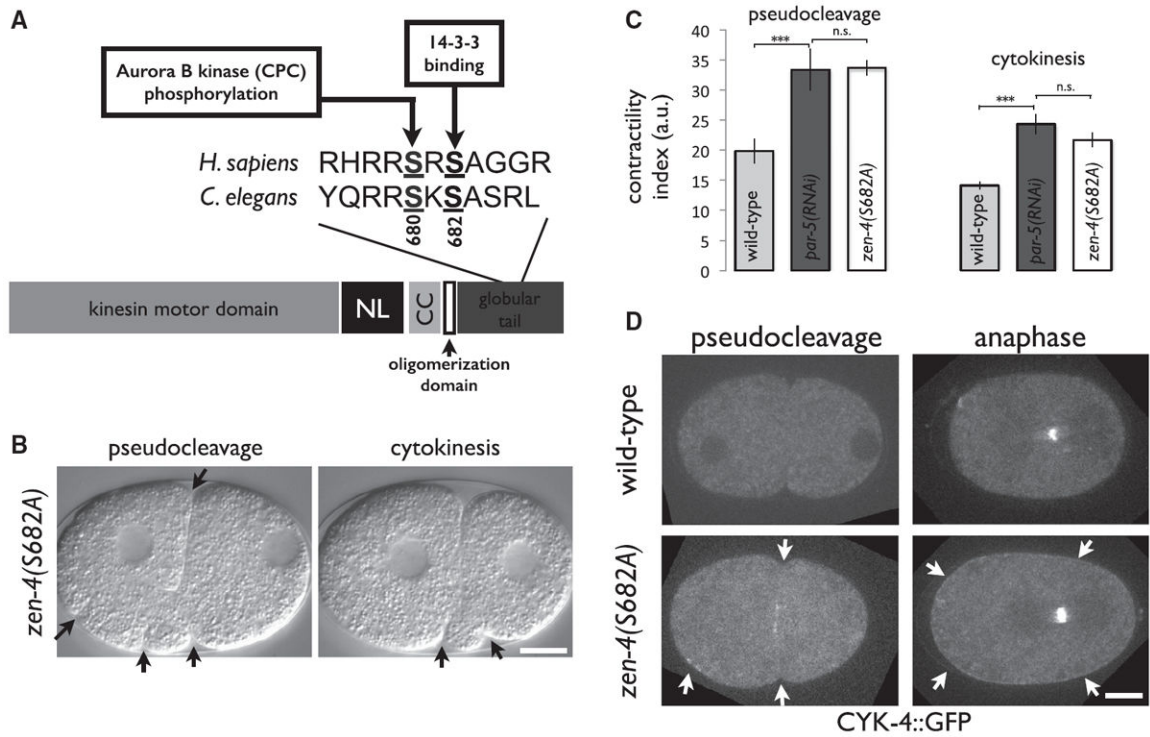 A
Aurora B kinase (CPC)
phosphorylation
14-3-3
binding
H. sapiens RHRRSRSAGGR
C. elegans YQRRSKSASRL
680 682
kinesin motor domain NL CC globular
tail
oligomerization
domain
B
pseudocleavage cytokinesis
zen-4(S682A)
C
pseudocleavage
cytokinesis
contractility
index (a.u.)
40
35
30
25
20
15
10
5
0
*** n.s.
*** n.s.
wild-type par-5(RNAi) zen-4(S682A)
wild-type par-5(RNAi) zen-4(S682A)
D
pseudocleavage anaphase
wild-type
zen-4(S682A)
CYK-4::GFP